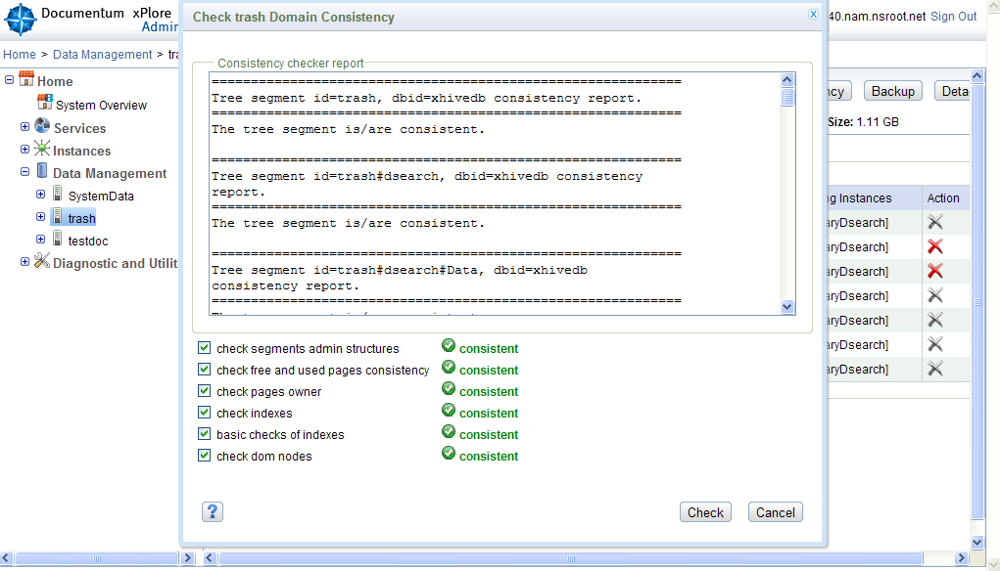 Documentum xPlore
Admin
40.nam.nsroot.net Sign Out
Home > Data Management > tra
Home
System Overview
Services
Instances
Data Management
SystemData
trash
testdoc
Diagnostic and Utilit
Check trash Domain Consistency
X
Consistency checker report
============================================================
Tree segment id=trash, dbid=xhivedb consistency report.
============================================================
The tree segment is/are consistent.
============================================================
Tree segment id=trash#dsearch, dbid=xhivedb consistency
report.
============================================================
The tree segment is/are consistent.
============================================================
Tree segment id=trash#dsearch#Data, dbid=xhivedb
consistency report.
============================================================
check segments admin structures consistent
check free and used pages consistency consistent
check pages owner consistent
check indexes consistent
basic checks of indexes consistent
check dom nodes consistent
?
Check
Cancel
ncy
Backup
Deta
Size: 1.11 GB
ng Instances Action
aryDsearch]
aryDsearch]
aryDsearch]
aryDsearch]
aryDsearch]
aryDsearch]
aryDsearch]